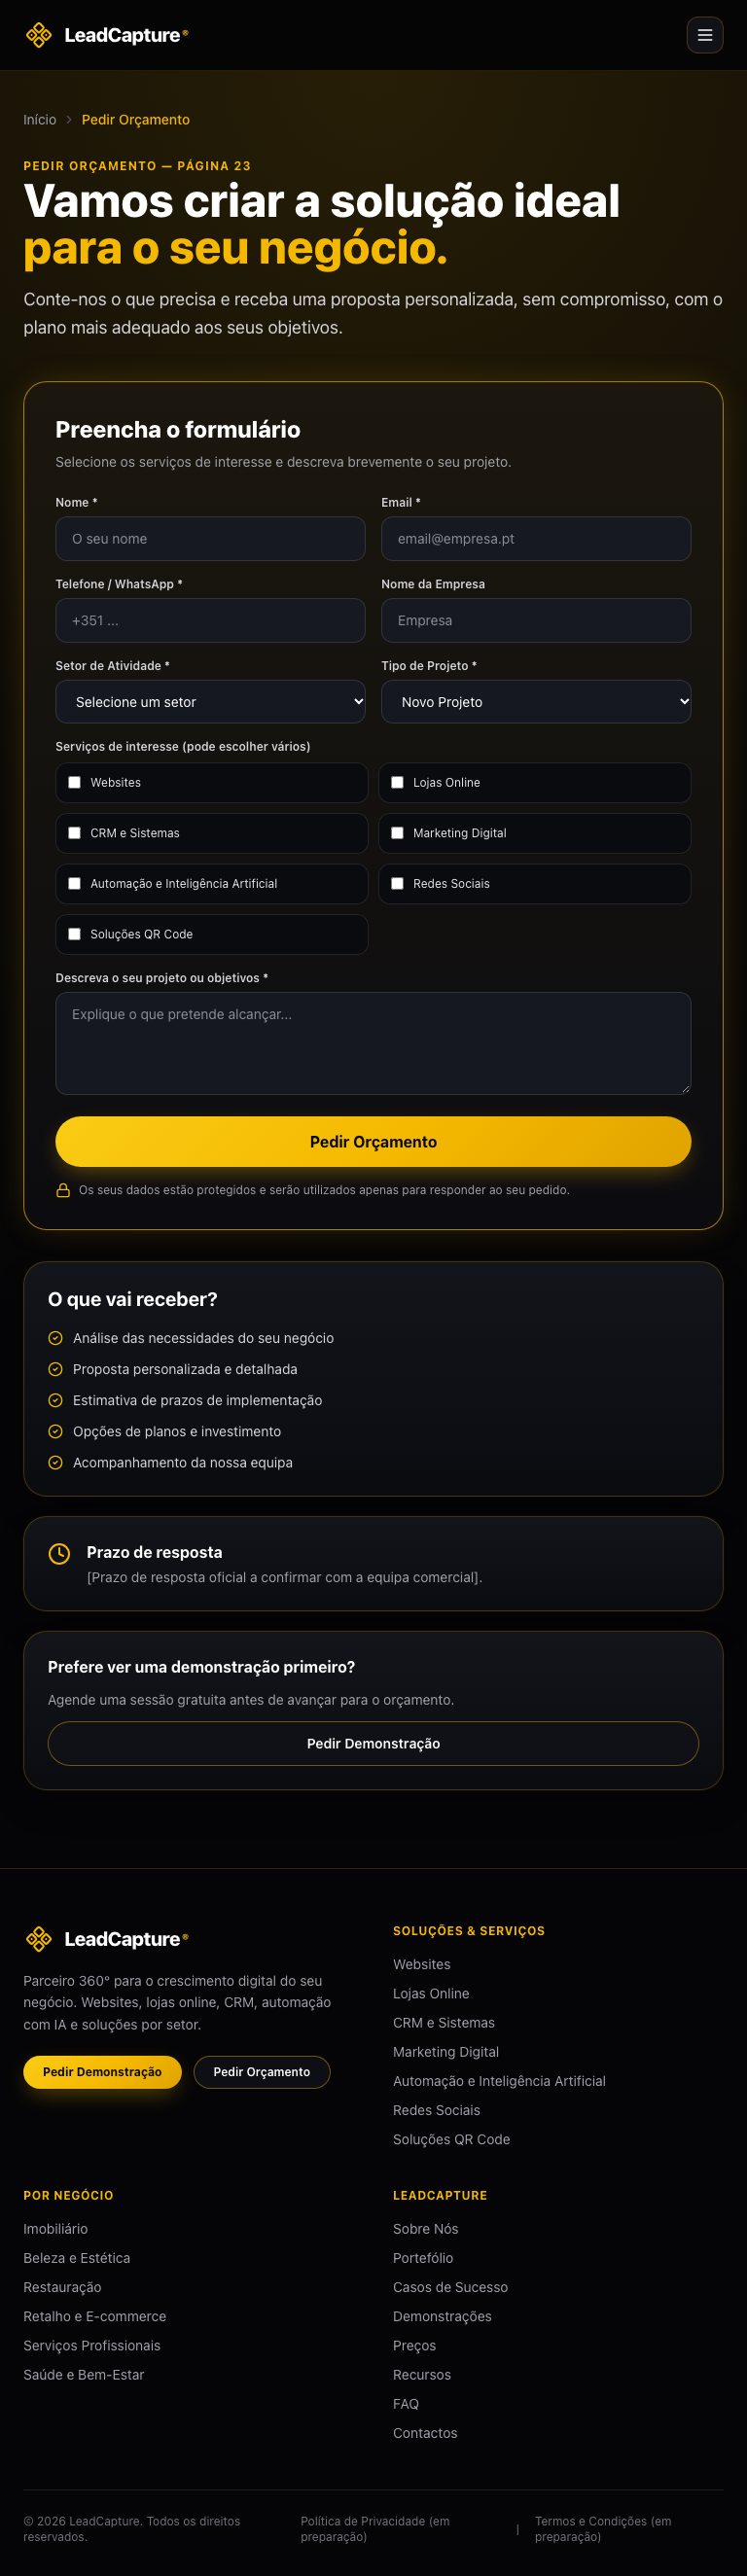 LeadCapture®
Início > Pedir Orçamento
PEDIR ORÇAMENTO — PÁGINA 23
Vamos criar a solução ideal
para o seu negócio.
Conte-nos o que precisa e receba uma proposta personalizada, sem compromisso, com o
plano mais adequado aos seus objetivos.
Preencha o formulário
Selecione os serviços de interesse e descreva brevemente o seu projeto.
Nome * Email *
O seu nome email@empresa.pt
Telefone / WhatsApp * Nome da Empresa
+351 ... Empresa
Setor de Atividade * Tipo de Projeto *
Selecione um setor Novo Projeto
Serviços de interesse (pode escolher vários)
Websites Lojas Online
CRM e Sistemas Marketing Digital
Automação e Inteligência Artificial Redes Sociais
Soluções QR Code
Descreva o seu projeto ou objetivos *
Explique o que pretende alcançar...
Pedir Orçamento
Os seus dados estão protegidos e serão utilizados apenas para responder ao seu pedido.
O que vai receber?
Análise das necessidades do seu negócio
Proposta personalizada e detalhada
Estimativa de prazos de implementação
Opções de planos e investimento
Acompanhamento da nossa equipa
Prazo de resposta
[Prazo de resposta oficial a confirmar com a equipa comercial].
Prefere ver uma demonstração primeiro?
Agende uma sessão gratuita antes de avançar para o orçamento.
Pedir Demonstração
LeadCapture®
Parceiro 360° para o crescimento digital do seu
negócio. Websites, lojas online, CRM, automação
com IA e soluções por setor.
Pedir Demonstração Pedir Orçamento
SOLUÇÕES & SERVIÇOS
Websites
Lojas Online
CRM e Sistemas
Marketing Digital
Automação e Inteligência Artificial
Redes Sociais
Soluções QR Code
POR NEGÓCIO
Imobiliário
Beleza e Estética
Restauração
Retalho e E-commerce
Serviços Profissionais
Saúde e Bem-Estar
LEADCAPTURE
Sobre Nós
Portefólio
Casos de Sucesso
Demonstrações
Preços
Recursos
FAQ
Contactos
© 2026 LeadCapture. Todos os direitos
reservados.
Política de Privacidade (em
preparação)
|
Termos e Condições (em
preparação)